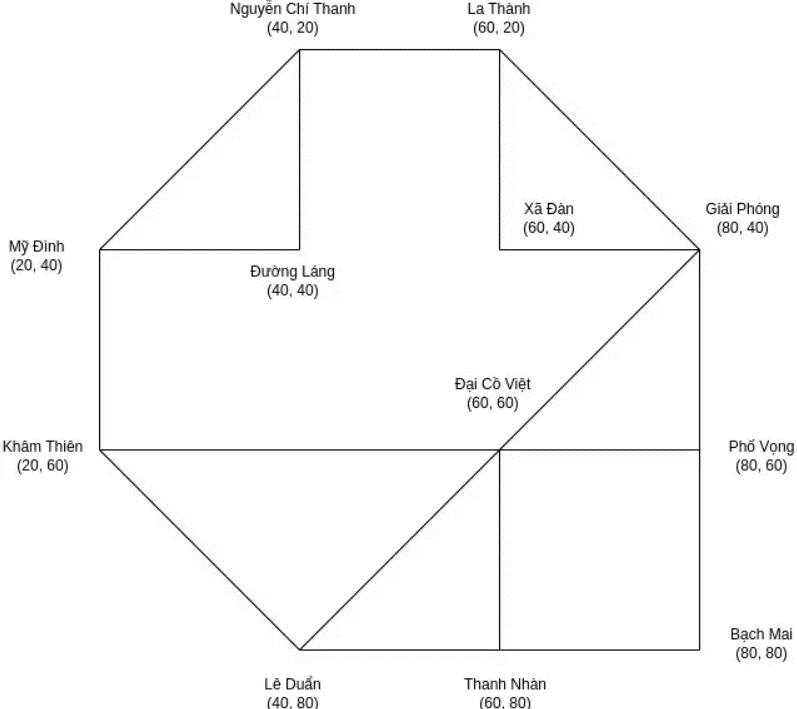 Nguyễn Chí Thanh
(40, 20)
La Thành
(60, 20)
Xã Đàn
(60, 40)
Giải Phóng
(80, 40)
Mỹ Đình
(20, 40)
Đường Láng
(40, 40)
Đại Cồ Việt
(60, 60)
Khâm Thiên
(20, 60)
Phố Vọng
(80, 60)
Bạch Mai
(80, 80)
Lê Duẩn
(40, 80)
Thanh Nhàn
(60, 80)